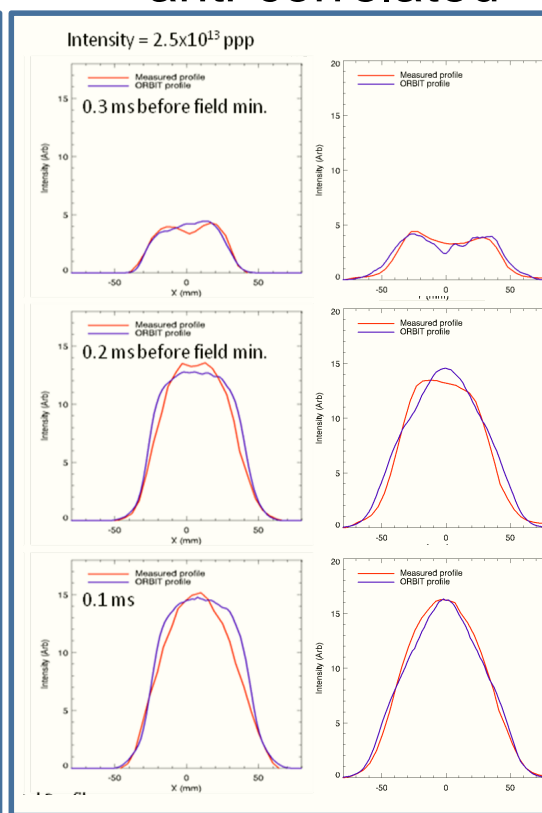 anti-correlated
Intensity = 2.5x10¹³ ppp
Measured profile
ORBIT profile
0.3 ms before field min.
Intensity (Arb)
15
10
5
0
-50
0
50
X (mm)
Measured profile
ORBIT profile
Intensity (Arb)
20
15
10
5
0
-50
0
50
Measured profile
ORBIT profile
0.2 ms before field min.
Intensity (Arb)
15
10
5
0
-50
0
50
X (mm)
Measured profile
ORBIT profile
Intensity (Arb)
20
15
10
5
0
-50
0
50
Measured profile
ORBIT profile
0.1 ms
Intensity (Arb)
15
10
5
0
-50
0
50
X (mm)
Measured profile
ORBIT profile
Intensity (Arb)
20
15
10
5
0
-50
0
50